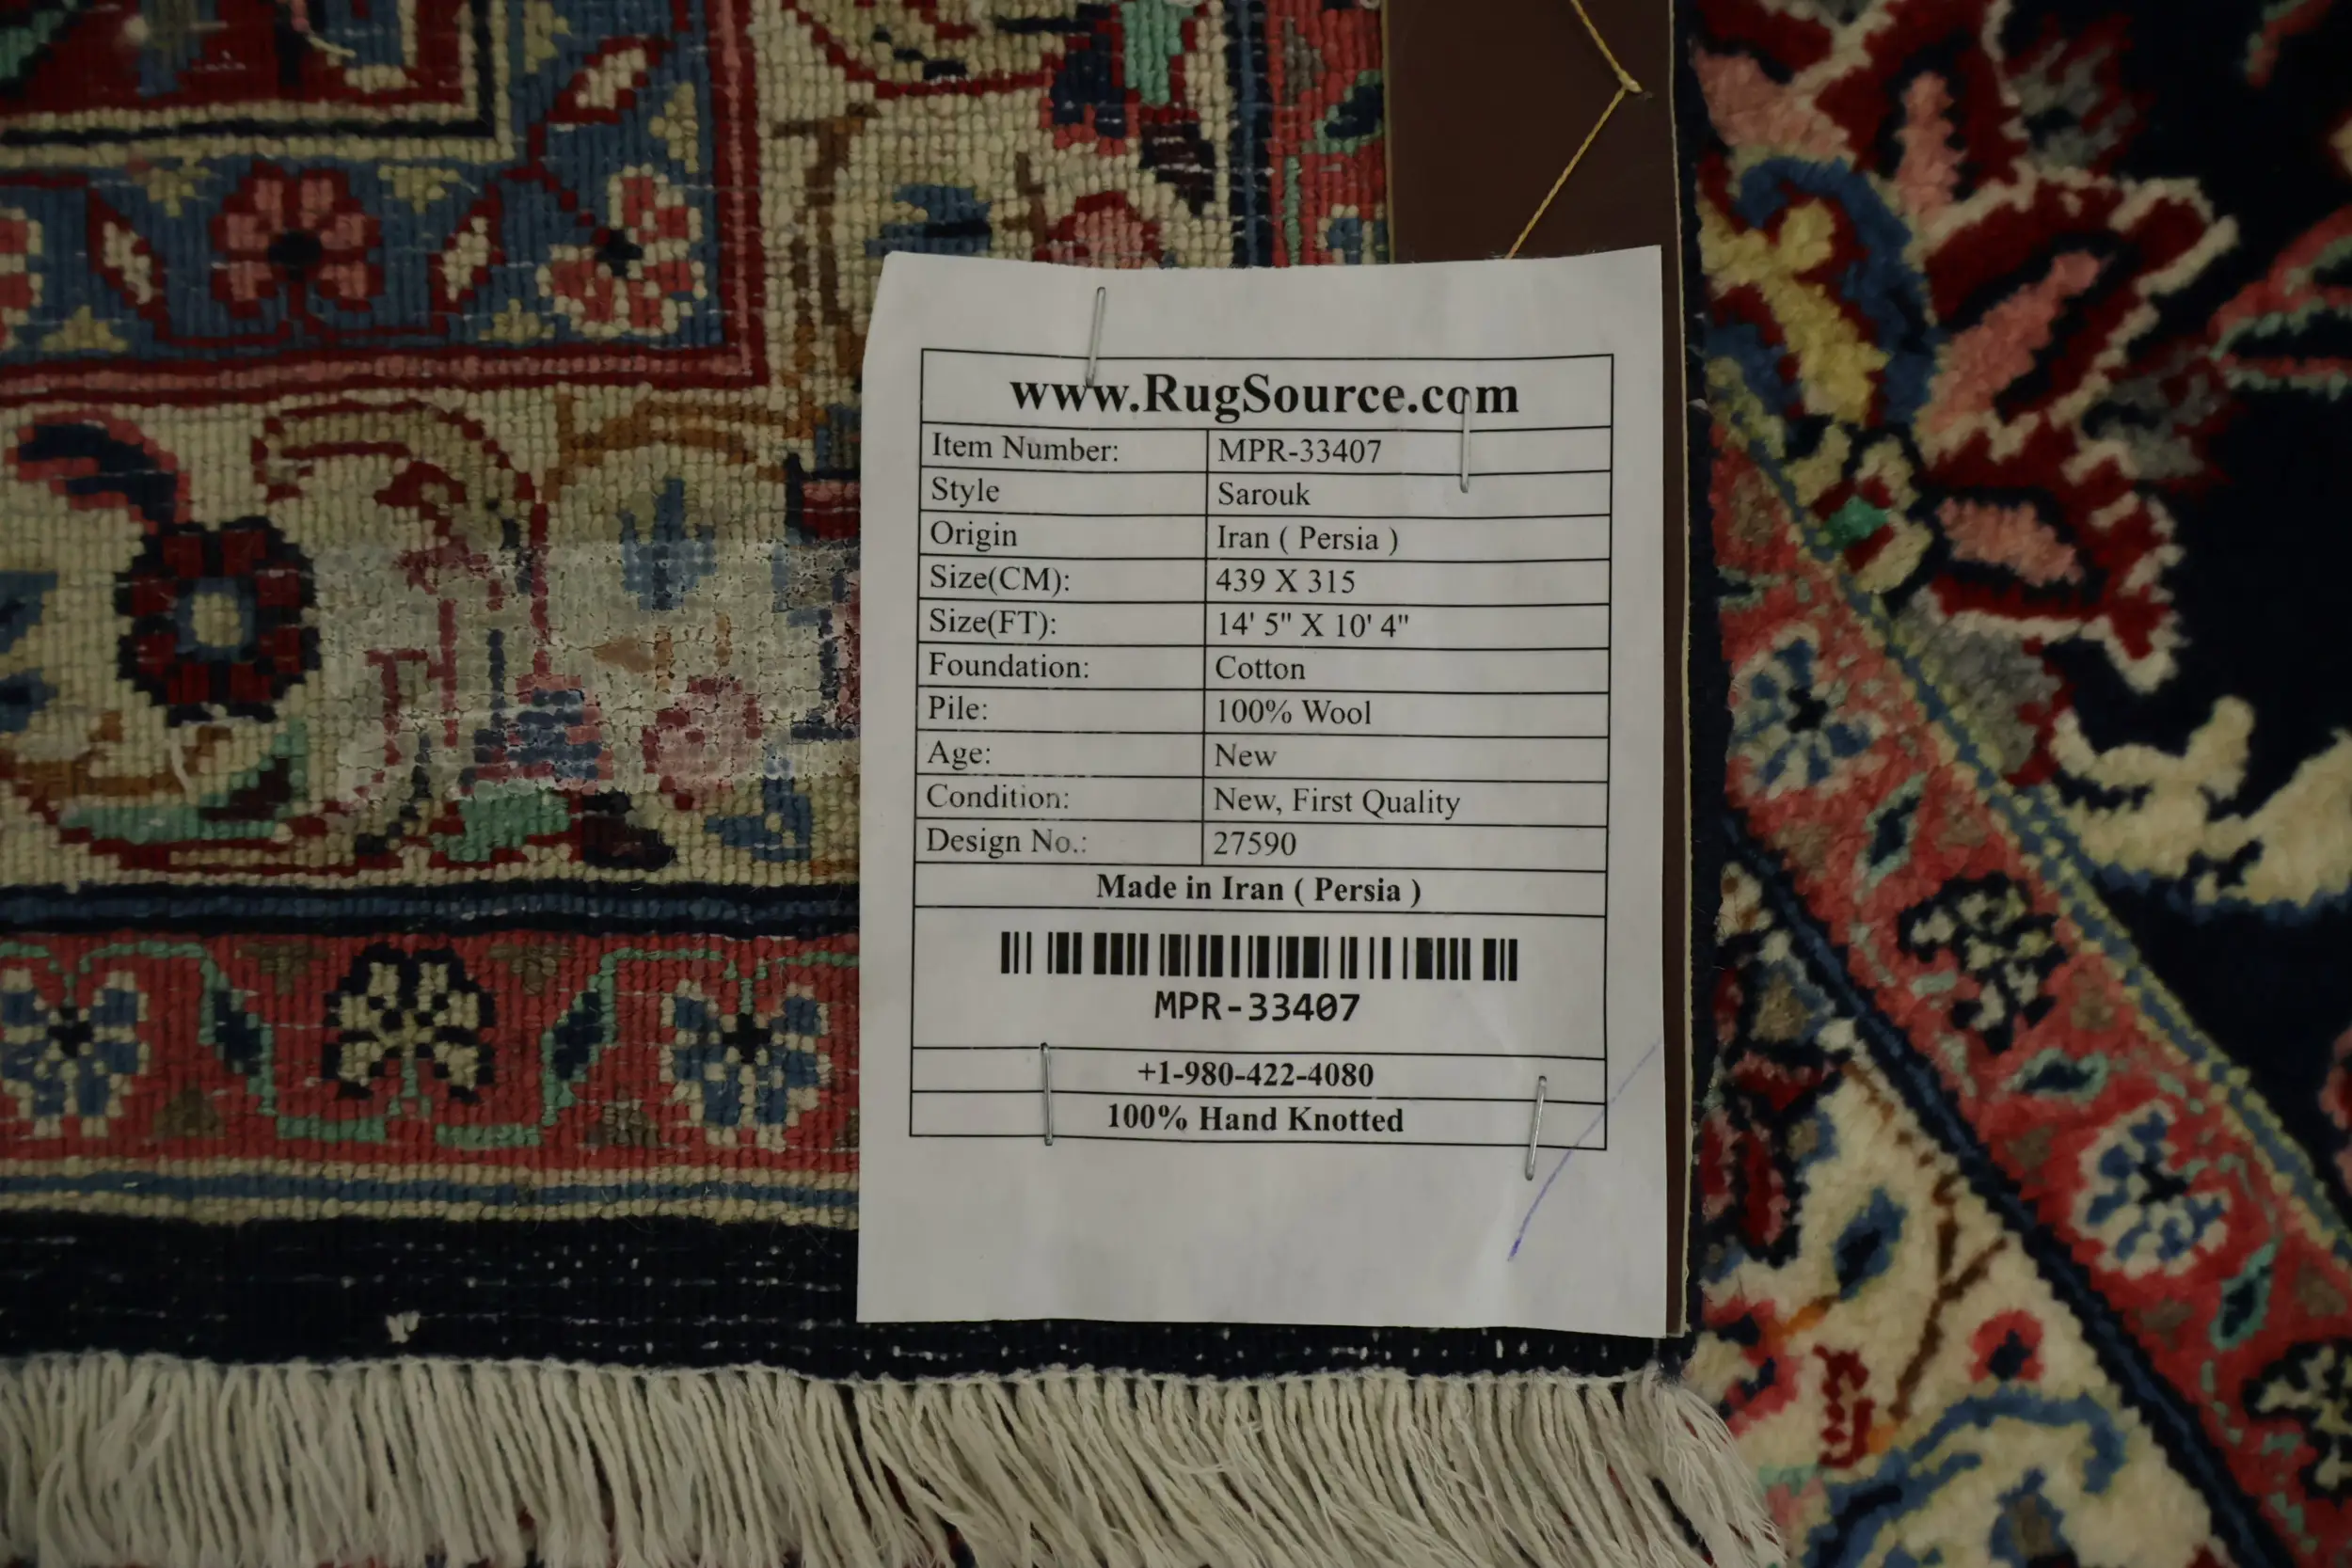 www.RugSource.com
Item Number: MPR-33407
Style Sarouk
Origin Iran ( Persia )
Size(CM): 439 X 315
Size(FT): 14' 5" X 10' 4"
Foundation: Cotton
Pile: 100% Wool
Age: New
Condition: New, First Quality
Design No.: 27590
Made in Iran ( Persia )
MPR-33407
+1-980-422-4080
100% Hand Knotted